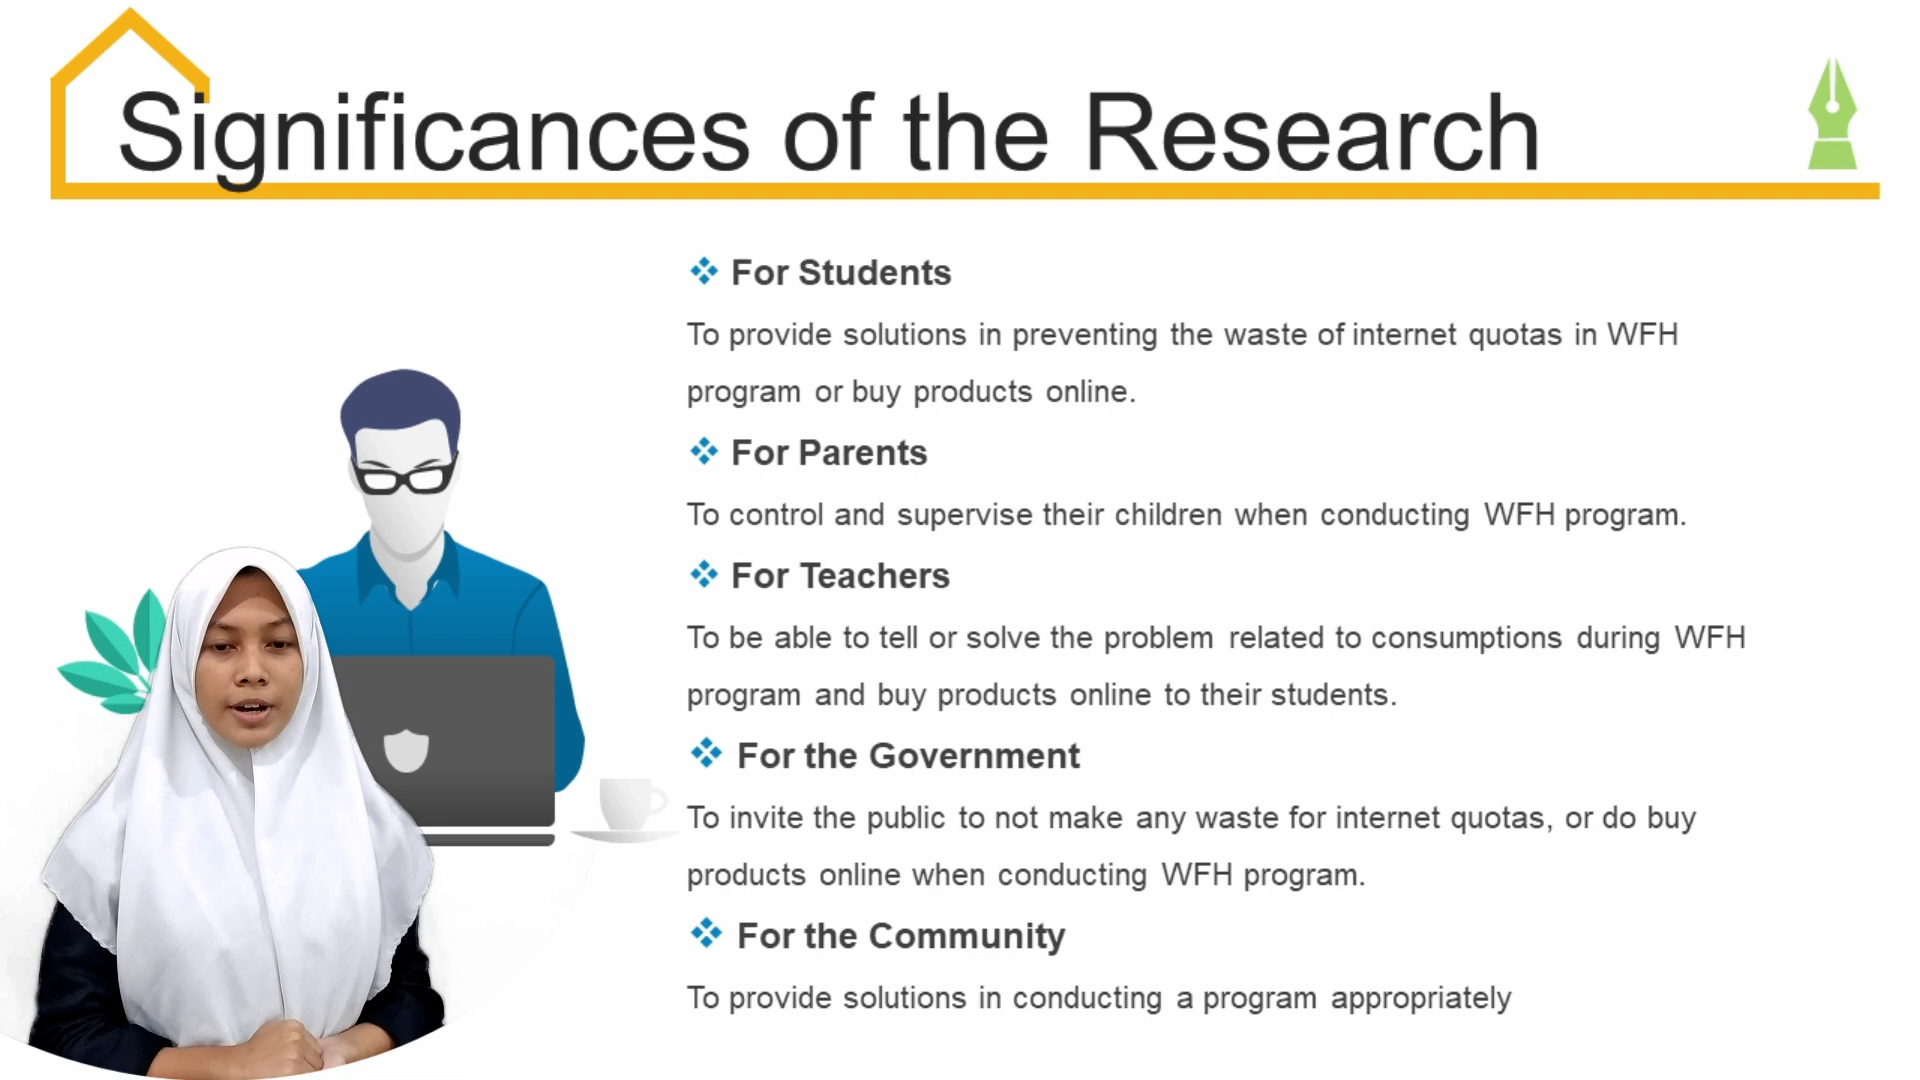 Significances of the Research
For Students
To provide solutions in preventing the waste of internet quotas in WFH
program or buy products online.
For Parents
To control and supervise their children when conducting WFH program.
For Teachers
To be able to tell or solve the problem related to consumptions during WFH
program and buy products online to their students.
For the Government
To invite the public to not make any waste for internet quotas, or do buy
products online when conducting WFH program.
For the Community
To provide solutions in conducting a program appropriately